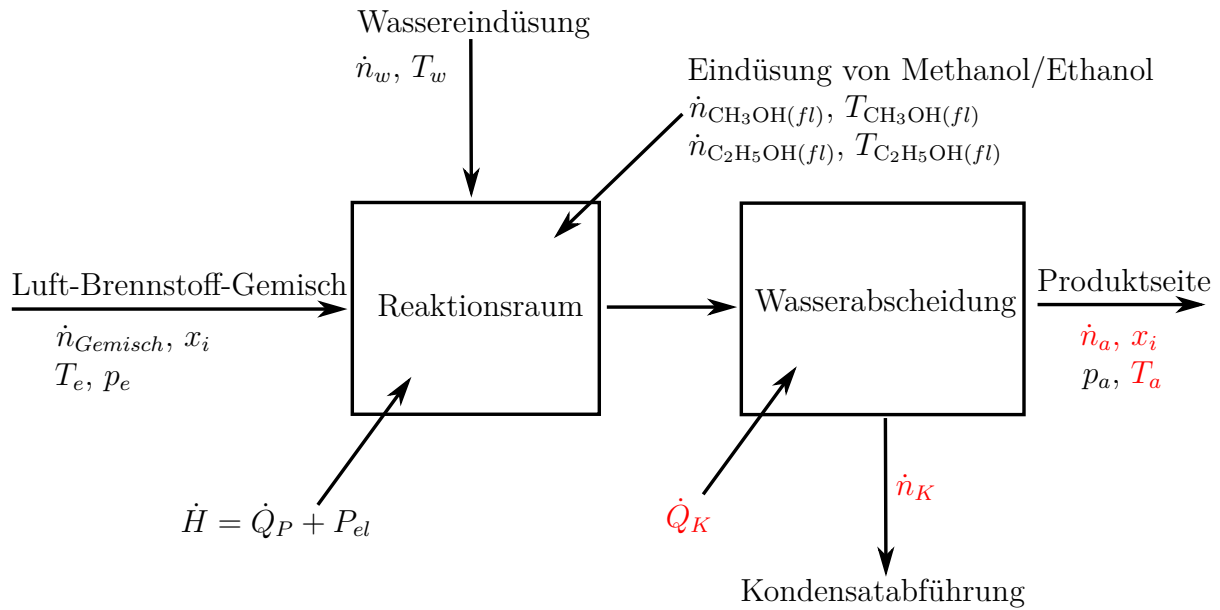 Wassereindüsung
ṅ_w, T_w
Eindüsung von Methanol/Ethanol
ṅ_CH₃OH(fl), T_CH₃OH(fl)
ṅ_C₂H₅OH(fl), T_C₂H₅OH(fl)
Luft-Brennstoff-Gemisch
ṅ_Gemisch, x_i
T_e, p_e
Reaktionsraum
Wasserabscheidung
Produktseite
ṅ_a, x_i
p_a, T_a
Ḣ = Q̇_P + P_el
Q̇_K
ṅ_K
Kondensatabführung